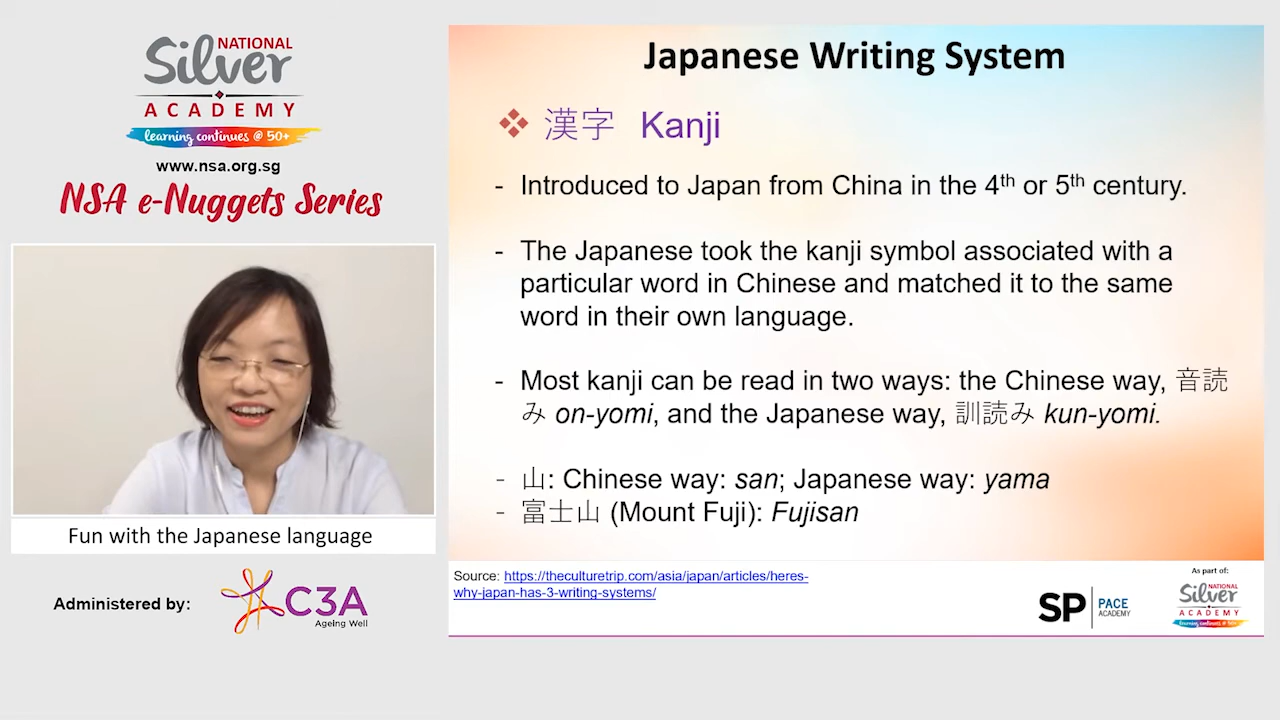 NATIONAL
Silver
ACADEMY
learning continues @ 50+
www.nsa.org.sg
NSA e-Nuggets Series
Fun with the Japanese language
Administered by:
C3A
Ageing Well
Japanese Writing System
❖ 漢字 Kanji
- Introduced to Japan from China in the 4th or 5th century.
- The Japanese took the kanji symbol associated with a
particular word in Chinese and matched it to the same
word in their own language.
- Most kanji can be read in two ways: the Chinese way, 音読
み on-yomi, and the Japanese way, 訓読み kun-yomi.
- 山: Chinese way: san; Japanese way: yama
- 富士山 (Mount Fuji): Fujisan
Source: https://theculturetrip.com/asia/japan/articles/heres-
why-japan-has-3-writing-systems/
SP PACE
ACADEMY
As part of:
NATIONAL
Silver
ACADEMY
learning continues @ 50+